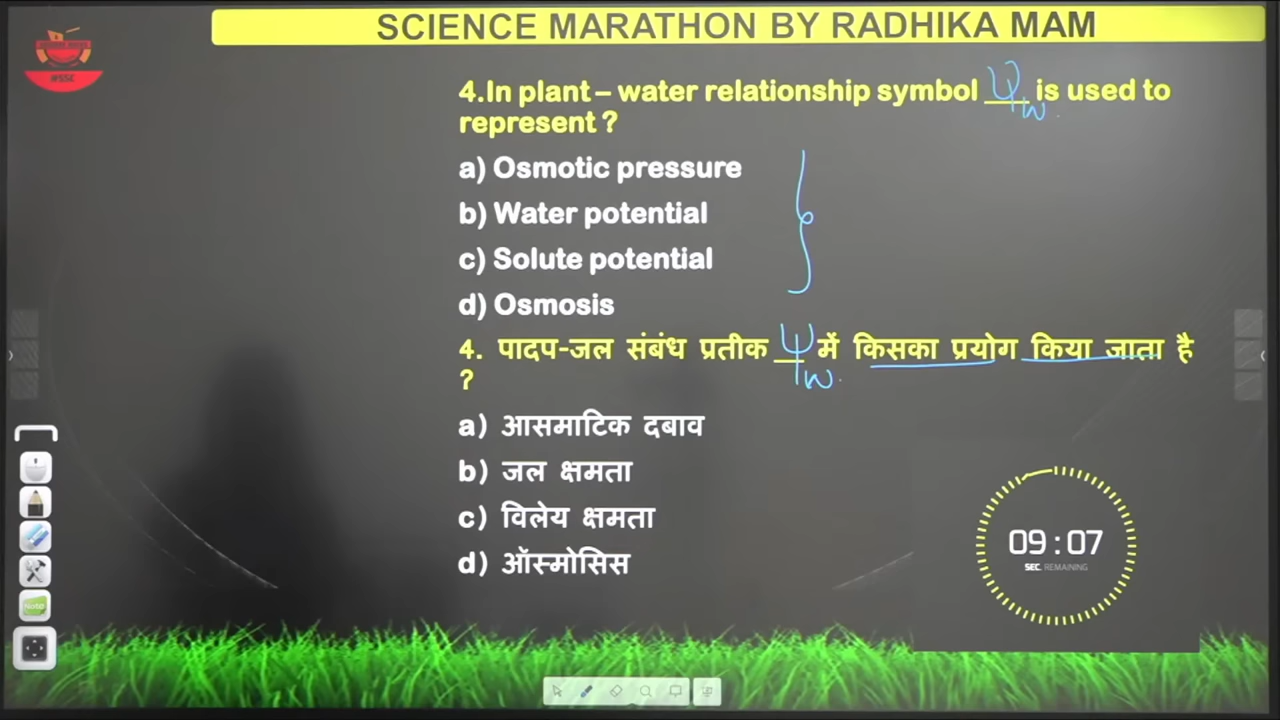 SCIENCE MARATHON BY RADHIKA MAM
#SSC
4.In plant – water relationship symbol Ψw is used to
represent ?
a) Osmotic pressure
b) Water potential
c) Solute potential
d) Osmosis
4. पादप-जल संबंध प्रतीक Ψw में किसका प्रयोग किया जाता है
?
a) आसमाटिक दबाव
b) जल क्षमता
c) विलेय क्षमता
d) ऑस्मोसिस
09 : 07
SEC. REMAINING
Note